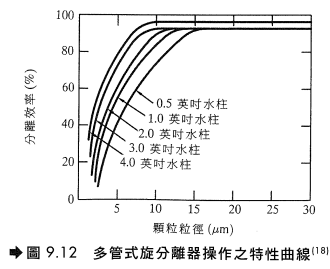 100
80
60
40
20
0
分離效率 (%)
0.5 英吋水柱
1.0 英吋水柱
2.0 英吋水柱
3.0 英吋水柱
4.0 英吋水柱
5 10 15 20 25 30
顆粒粒徑 (μm)
➡圖 9.12 多管式旋分離器操作之特性曲線(18)